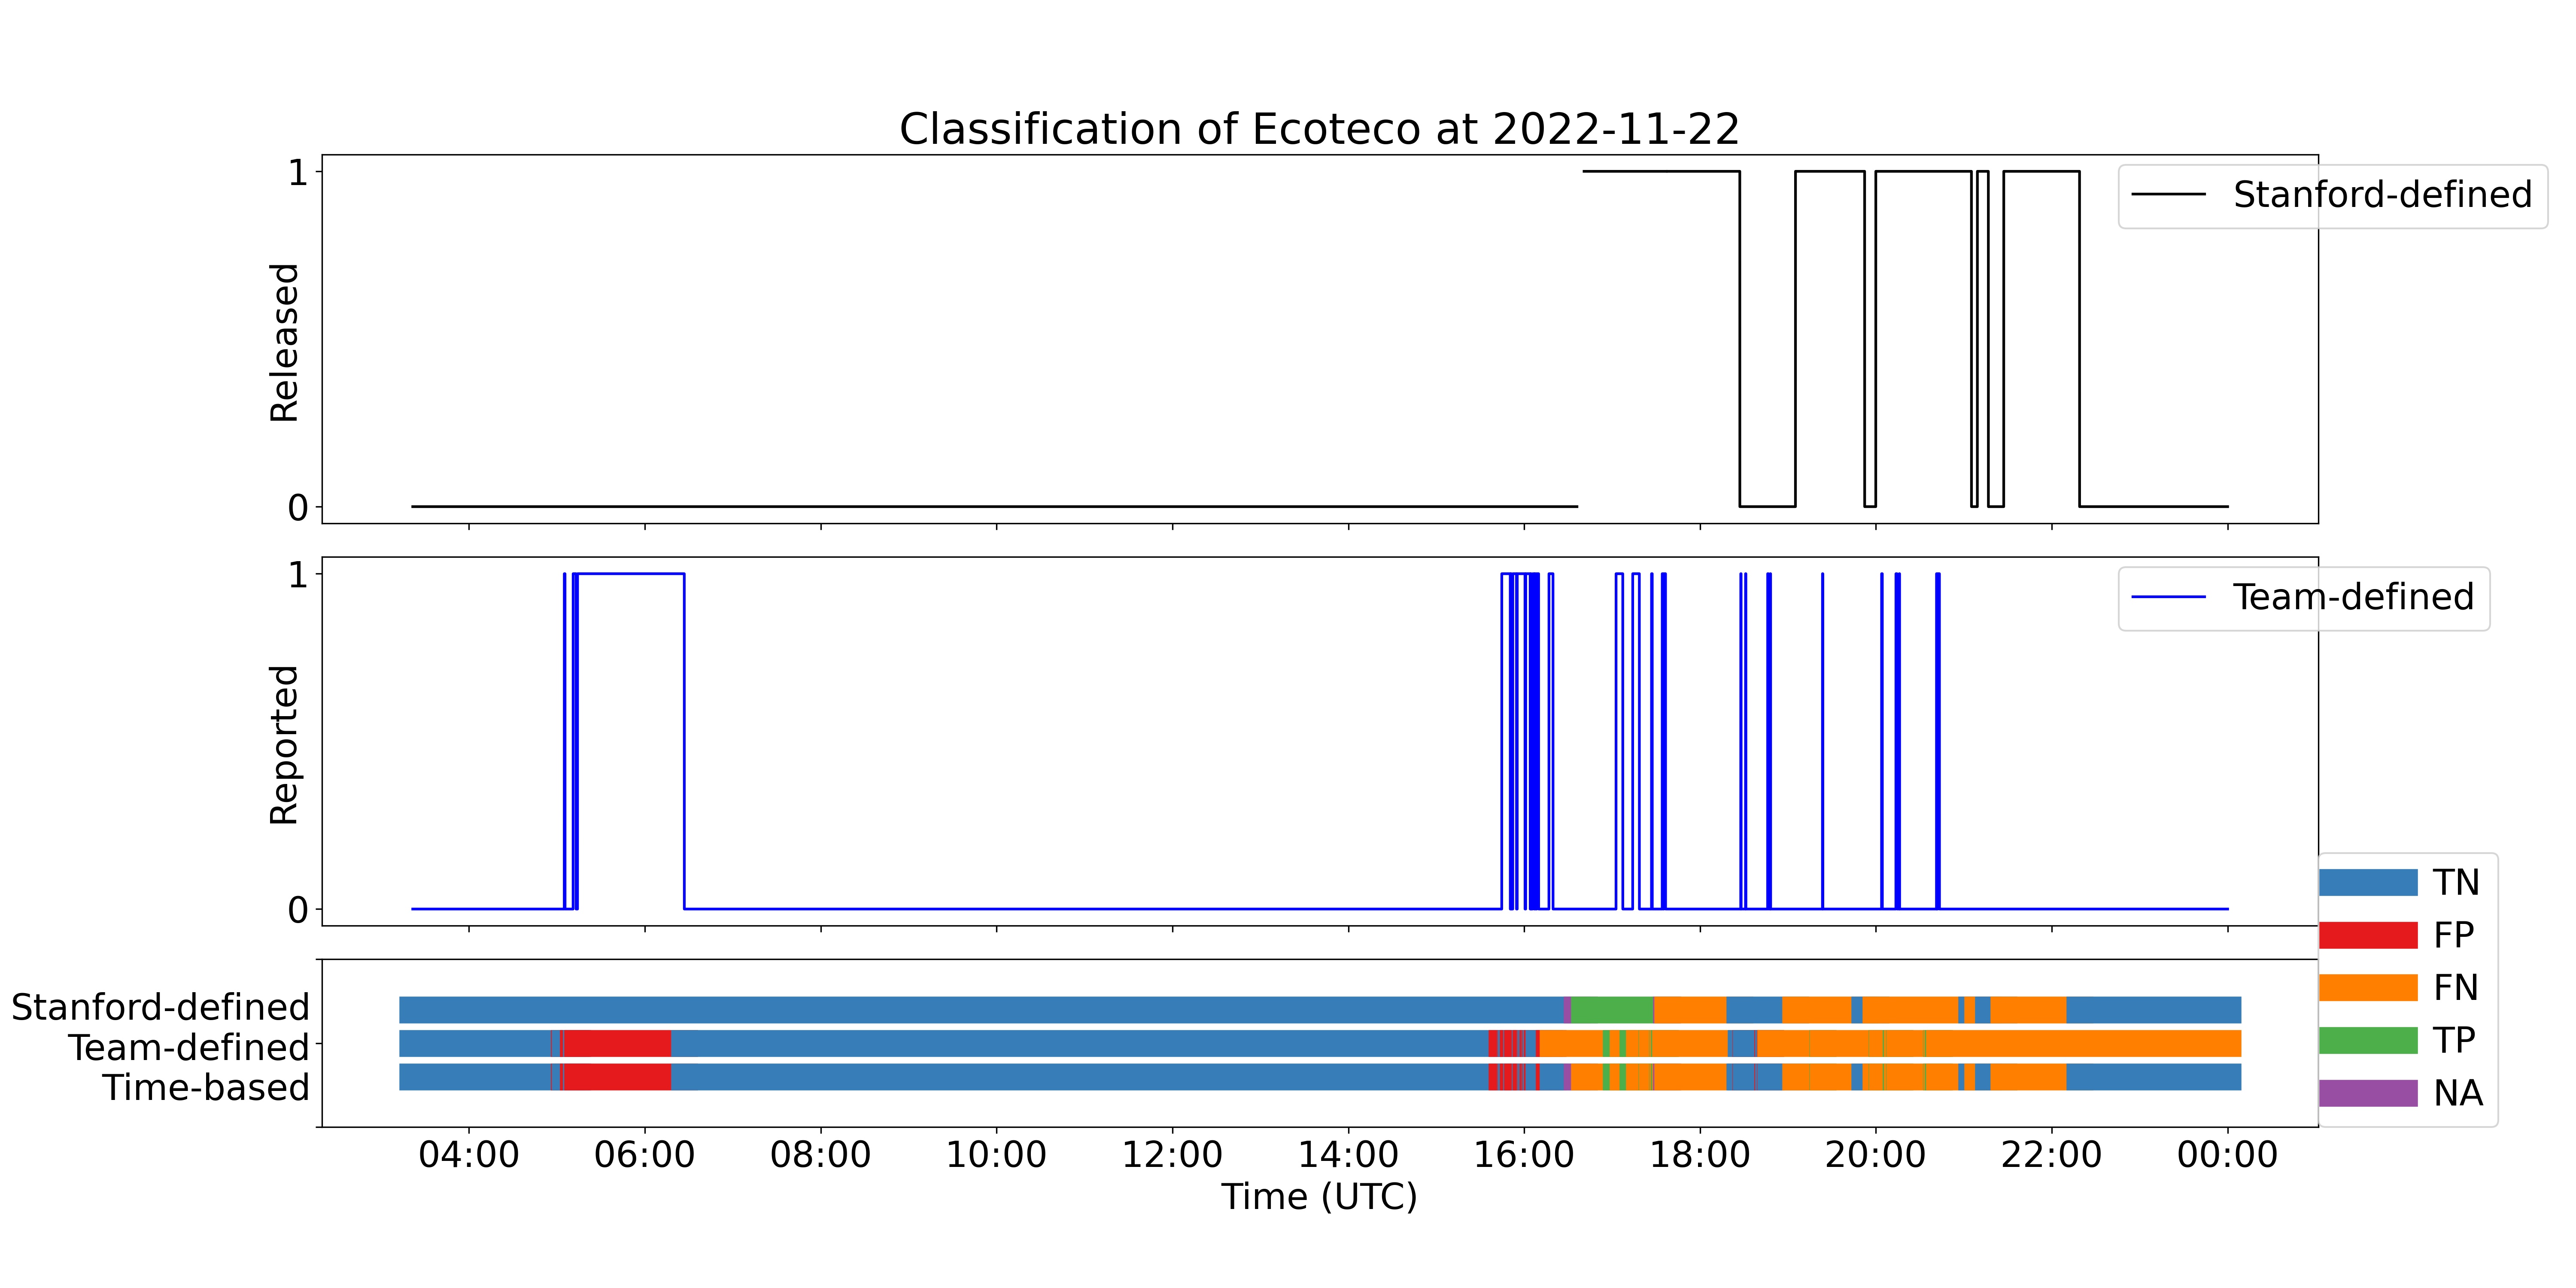 Classification of Ecoteco at 2022-11-22
1
0
Released
Stanford-defined
1
0
Reported
Team-defined
TN
FP
FN
TP
NA
Stanford-defined
Team-defined
Time-based
04:00 06:00 08:00 10:00 12:00 14:00 16:00 18:00 20:00 22:00 00:00
Time (UTC)